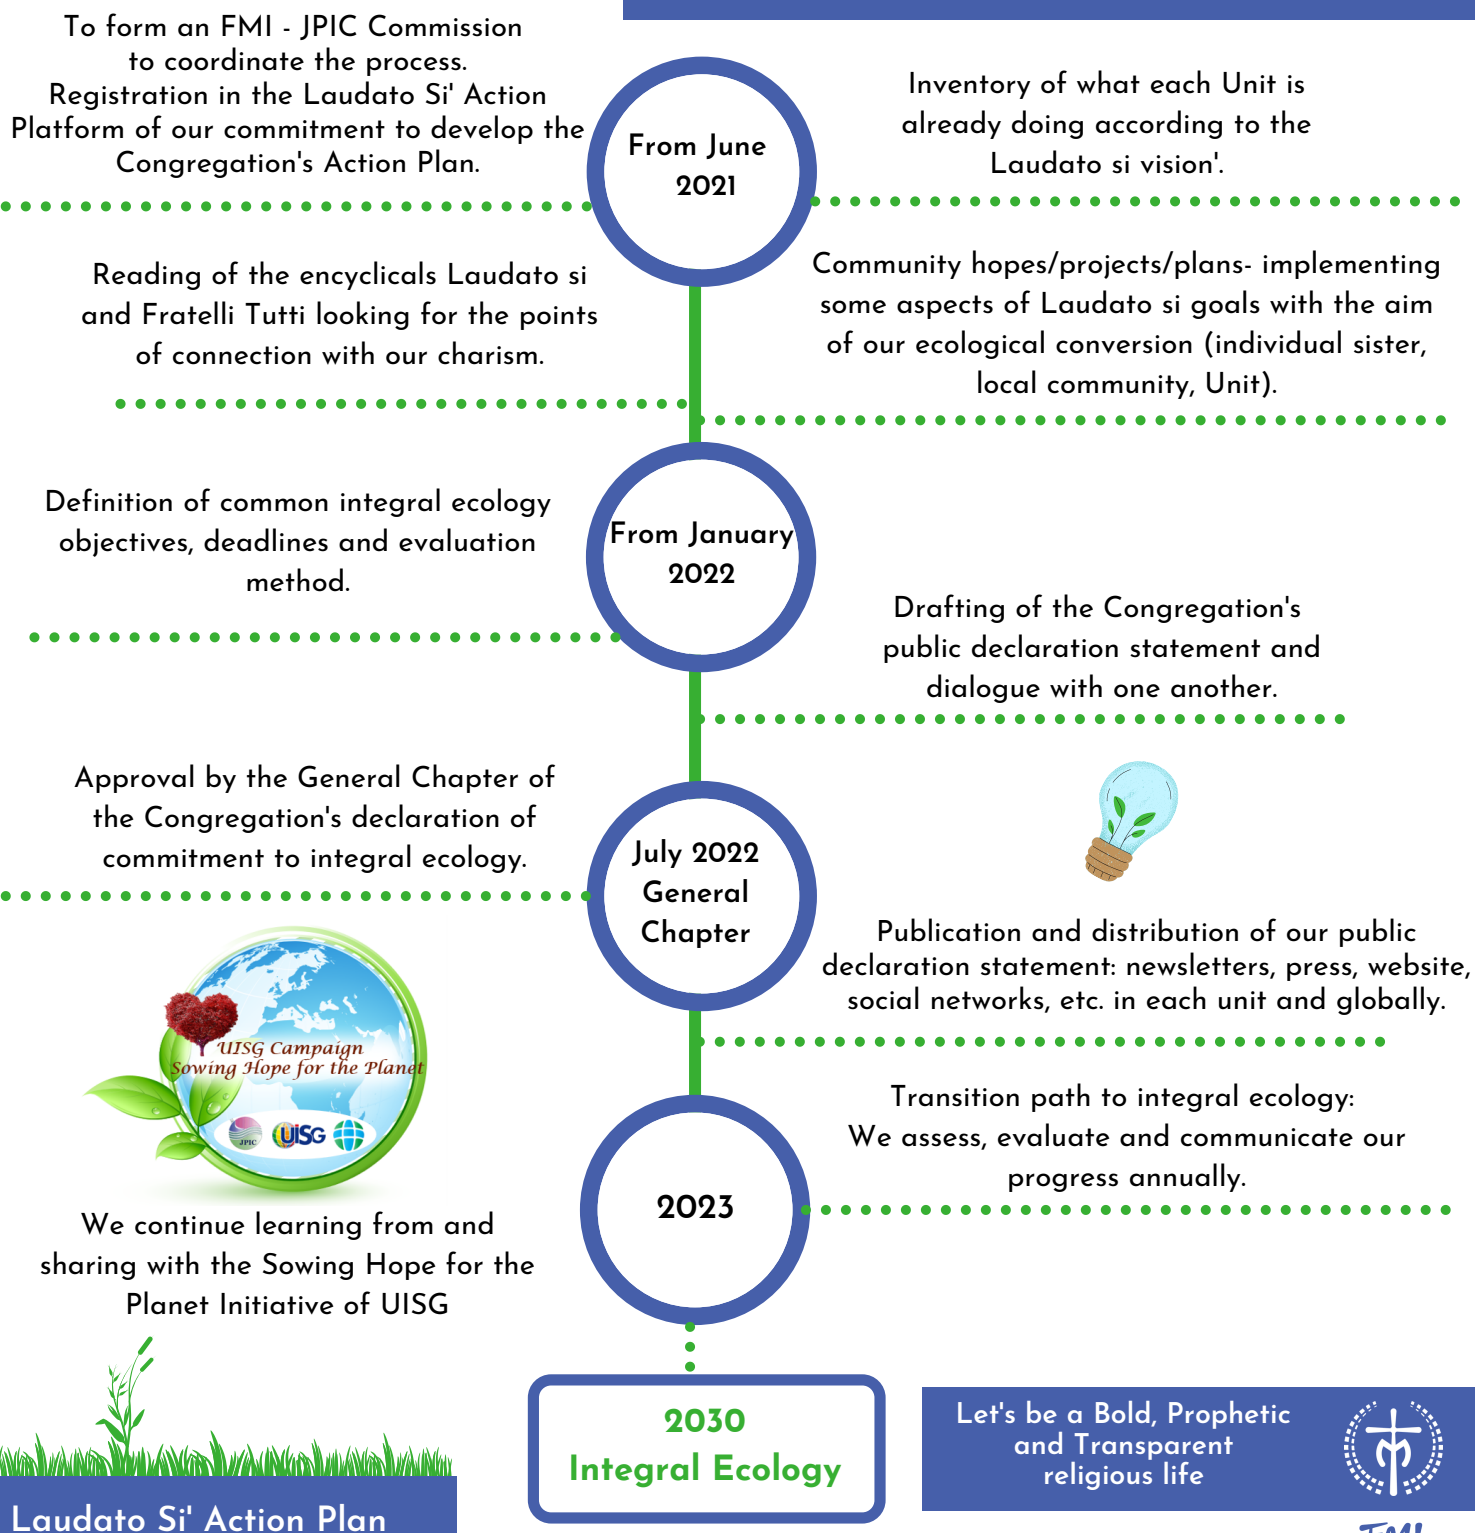 To form an FMI - JPIC Commission
to coordinate the process.
Registration in the Laudato Si' Action
Platform of our commitment to develop the
Congregation's Action Plan.
From June
2021
Inventory of what each Unit is
already doing according to the
Laudato si vision'.
Reading of the encyclicals Laudato si
and Fratelli Tutti looking for the points
of connection with our charism.
Community hopes/projects/plans- implementing
some aspects of Laudato si goals with the aim
of our ecological conversion (individual sister,
local community, Unit).
Definition of common integral ecology
objectives, deadlines and evaluation
method.
From January
2022
Drafting of the Congregation's
public declaration statement and
dialogue with one another.
Approval by the General Chapter of
the Congregation's declaration of
commitment to integral ecology.
July 2022
General
Chapter
Publication and distribution of our public
declaration statement: newsletters, press, website,
social networks, etc. in each unit and globally.
UISG Campaign
Sowing Hope for the Planet
JPIC
UISG
Transition path to integral ecology:
We assess, evaluate and communicate our
progress annually.
2023
We continue learning from and
sharing with the Sowing Hope for the
Planet Initiative of UISG
2030
Integral Ecology
Let's be a Bold, Prophetic
and Transparent
religious life
Laudato Si' Action Plan
FMI